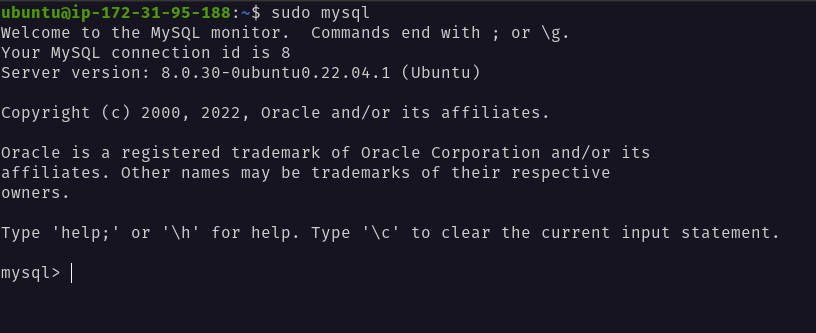 ubuntu@ip-172-31-95-188:~$ sudo mysql
Welcome to the MySQL monitor.  Commands end with ; or \g.
Your MySQL connection id is 8
Server version: 8.0.30-0ubuntu0.22.04.1 (Ubuntu)
Copyright (c) 2000, 2022, Oracle and/or its affiliates.
Oracle is a registered trademark of Oracle Corporation and/or its
affiliates. Other names may be trademarks of their respective
owners.
Type 'help;' or '\h' for help. Type '\c' to clear the current input statement.
mysql>